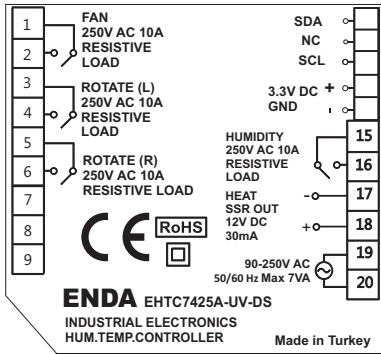 1
2
3
4
5
6
7
8
9
FAN
250V AC 10A
RESISTIVE
LOAD
ROTATE (L)
250V AC 10A
RESISTIVE
LOAD
ROTATE (R)
250V AC 10A
RESISTIVE LOAD
SDA
NC
SCL
3.3V DC +
GND -
HUMIDITY
250V AC 10A
RESISTIVE
LOAD
HEAT
SSR OUT
12V DC
30mA
-
+
90-250V AC
50/60 Hz Max 7VA
15
16
17
18
19
20
CE
RoHS
ENDA EHTC7425A-UV-DS
INDUSTRIAL ELECTRONICS
HUM.TEMP.CONTROLLER
Made in Turkey